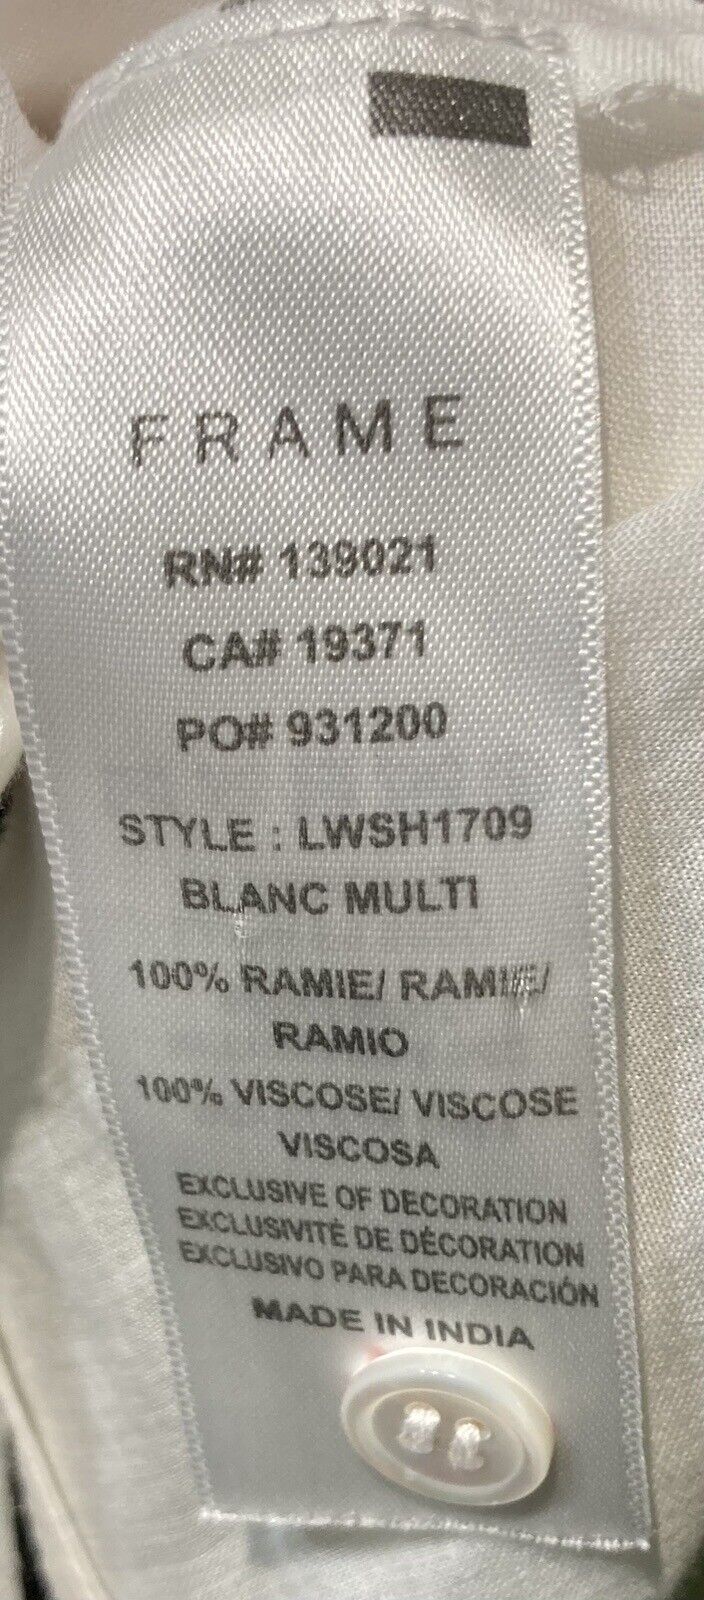 FRAME
RN# 139021
CA# 19371
PO# 931200
STYLE : LWSH1709
BLANC MULTI
100% RAMIE/ RAMIE/
RAMIO
100% VISCOSE/ VISCOSE
VISCOSA
EXCLUSIVE OF DECORATION
EXCLUSIVITÉ DE DÉCORATION
EXCLUSIVO PARA DECORACIÓN
MADE IN INDIA